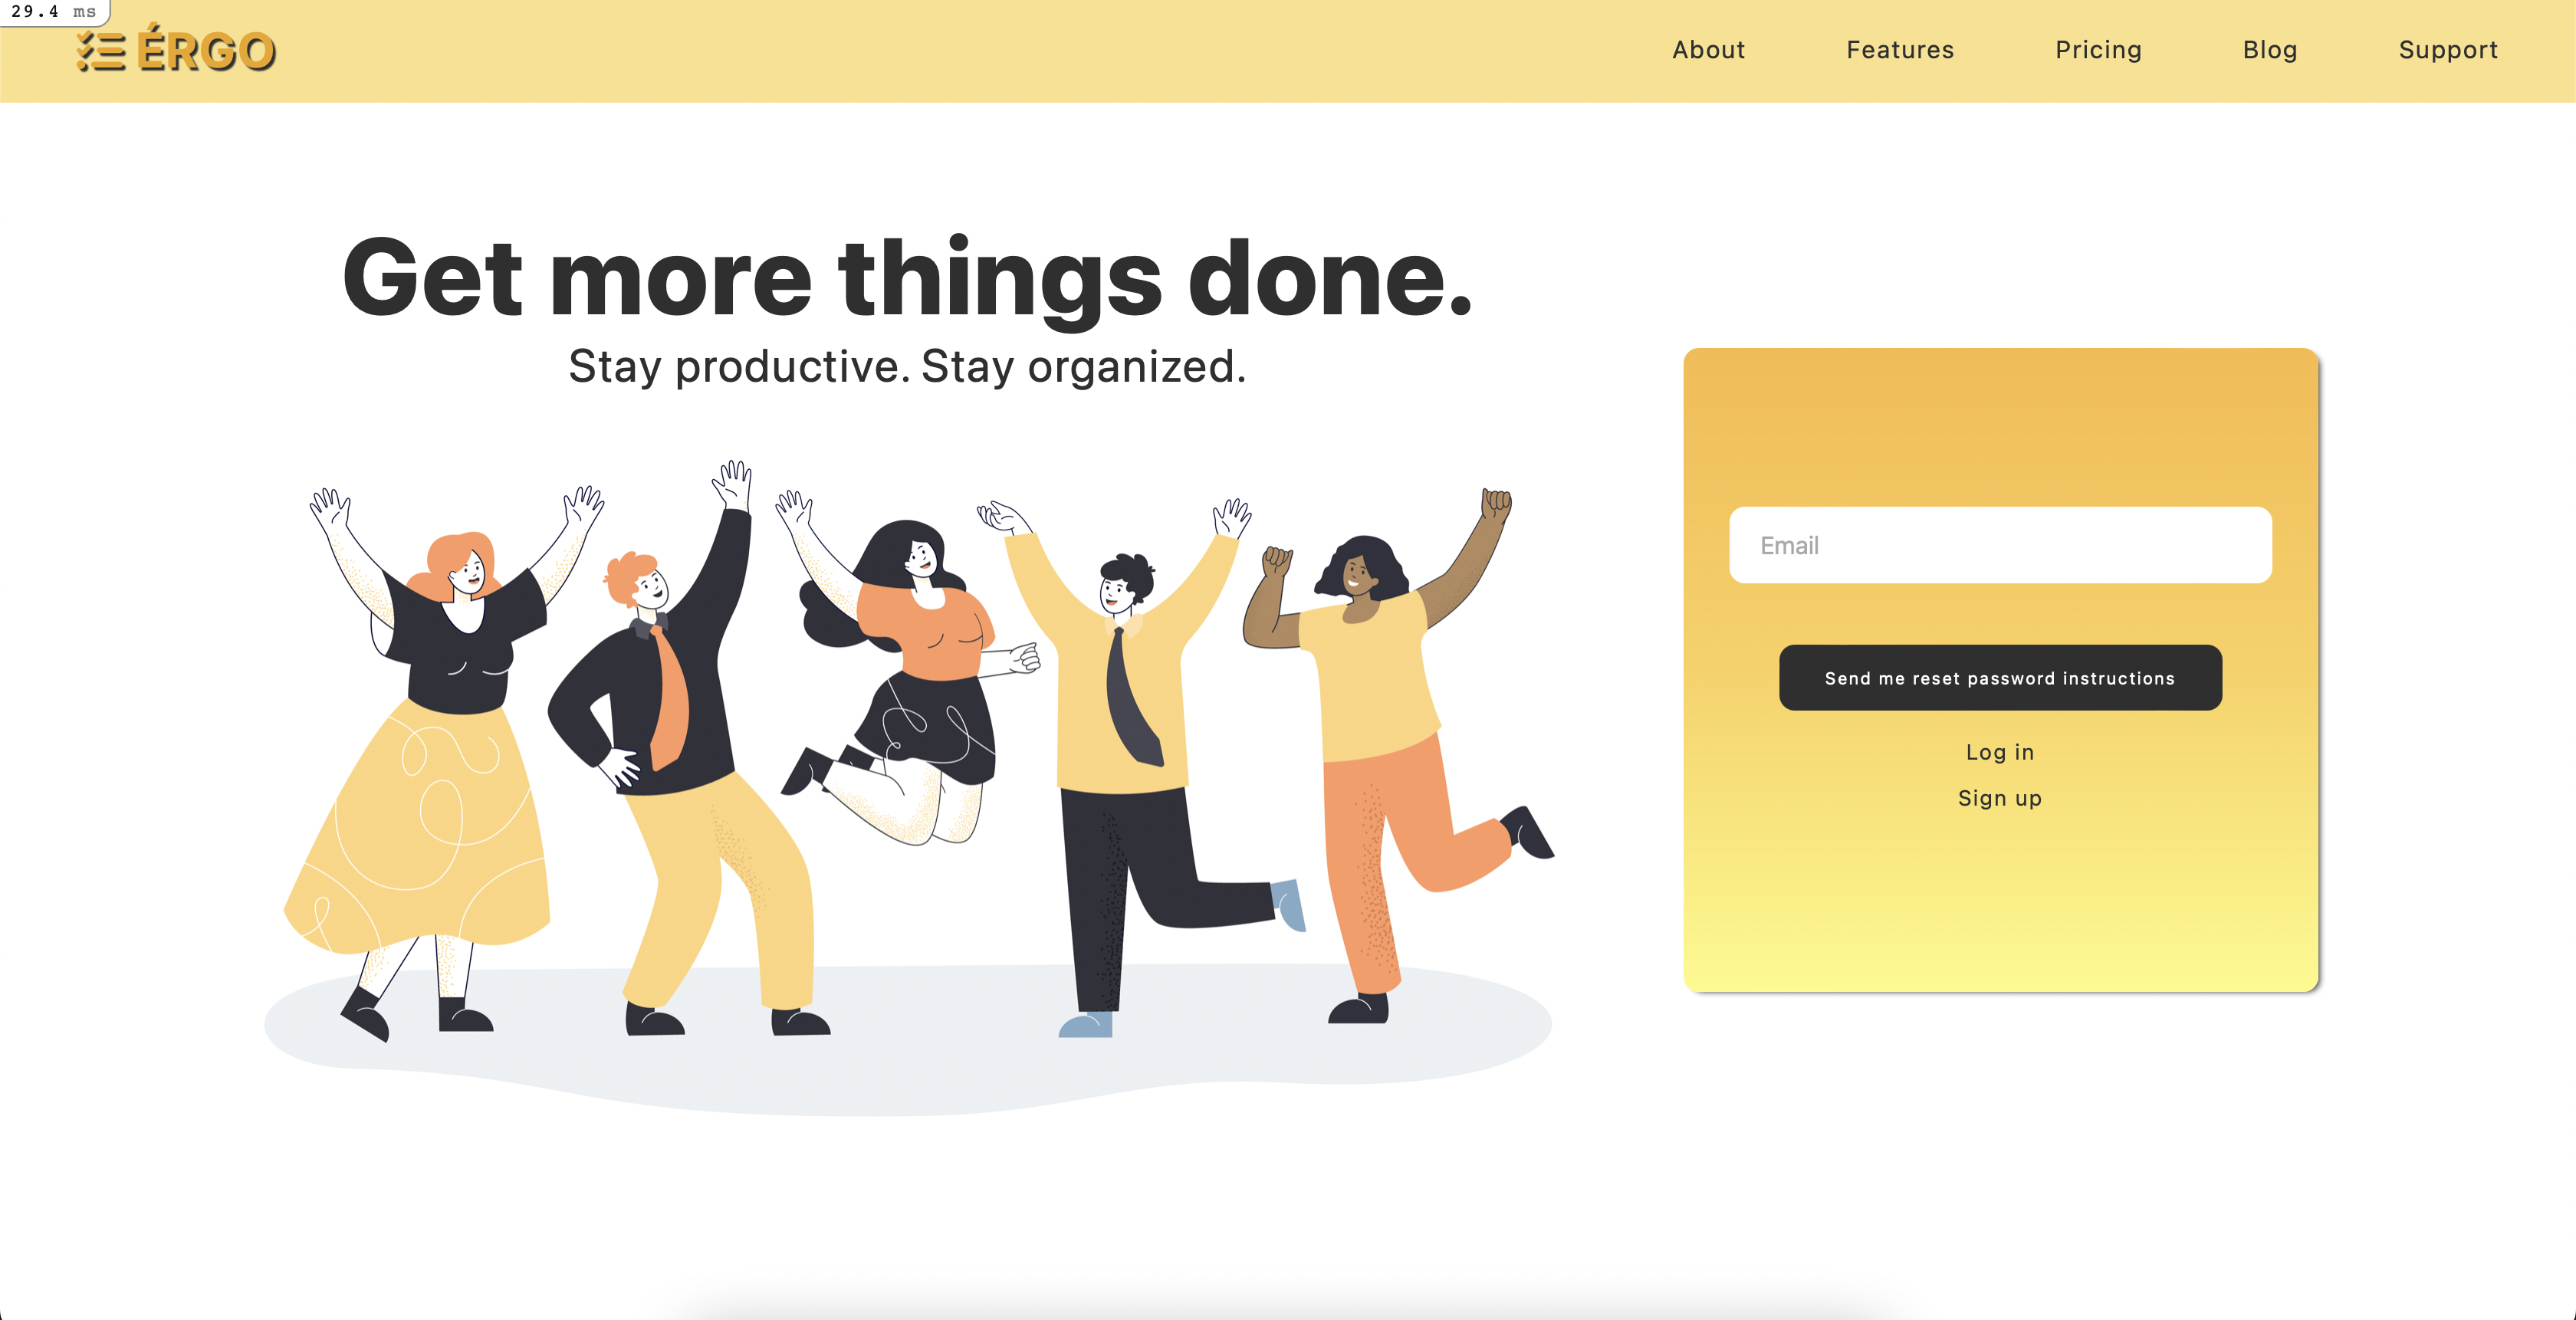 29.4 ms
ÉRGO
About Features Pricing Blog Support
Get more things done.
Stay productive. Stay organized.
Email
Send me reset password instructions
Log in
Sign up